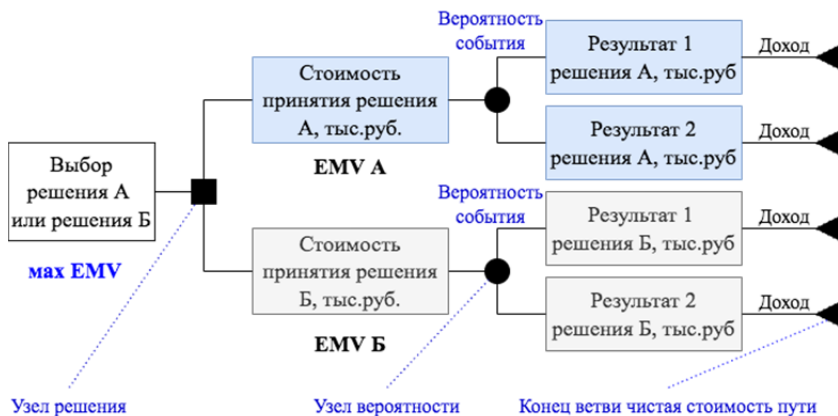 Вероятность
события
Результат 1
решения А, тыс.руб
Доход
Стоимость
принятия решения
А, тыс.руб.
Результат 2
решения А, тыс.руб
Доход
EMV А
Выбор
решения А
или решения Б
мах EMV
Вероятность
события
Результат 1
решения Б, тыс.руб
Доход
Стоимость
принятия решения
Б, тыс.руб.
Результат 2
решения Б, тыс.руб
Доход
EMV Б
Узел решения
Узел вероятности
Конец ветви чистая стоимость пути